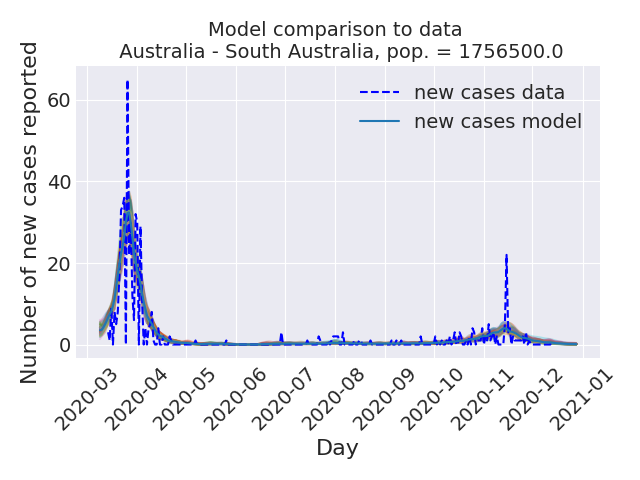 Model comparison to data
Australia - South Australia, pop. = 1756500.0
Number of new cases reported
60
40
20
0
new cases data
new cases model
2020-03
2020-04
2020-05
2020-06
2020-07
2020-08
2020-09
2020-10
2020-11
2020-12
2021-01
Day